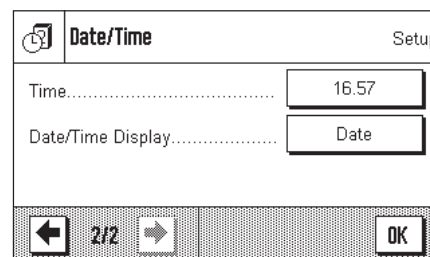 Date/Time Setu
Time.................................... 16.57
Date/Time Display.................... Date
2/2 OK